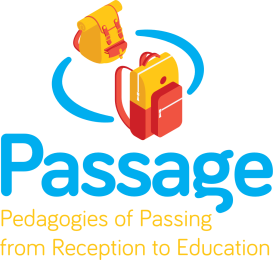 Passage
Pedagogies of Passing
from Reception to Education